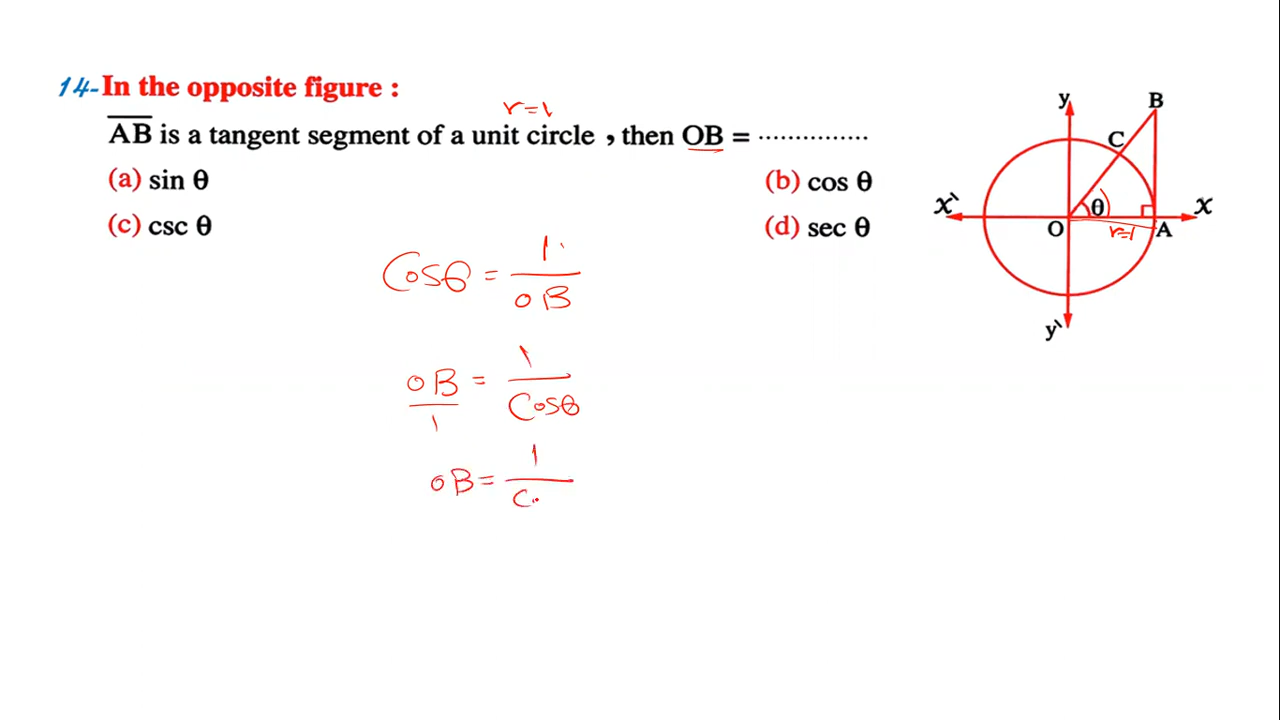 14- In the opposite figure :
r=1
AB is a tangent segment of a unit circle , then OB = ...............
(a) sin θ
(b) cos θ
(c) csc θ
(d) sec θ
Cosθ = 1/OB
OB/1 = 1/Cosθ
OB = 1/C
y
B
C
x'
θ
x
O
r=1
A
y'